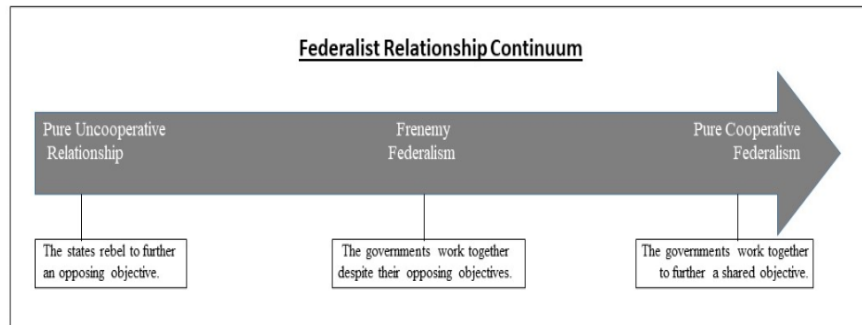 Federalist Relationship Continuum
Pure Uncooperative
Relationship
Frenemy
Federalism
Pure Cooperative
Federalism
The states rebel to further
an opposing objective.
The governments work together
despite their opposing objectives.
The governments work together
to further a shared objective.